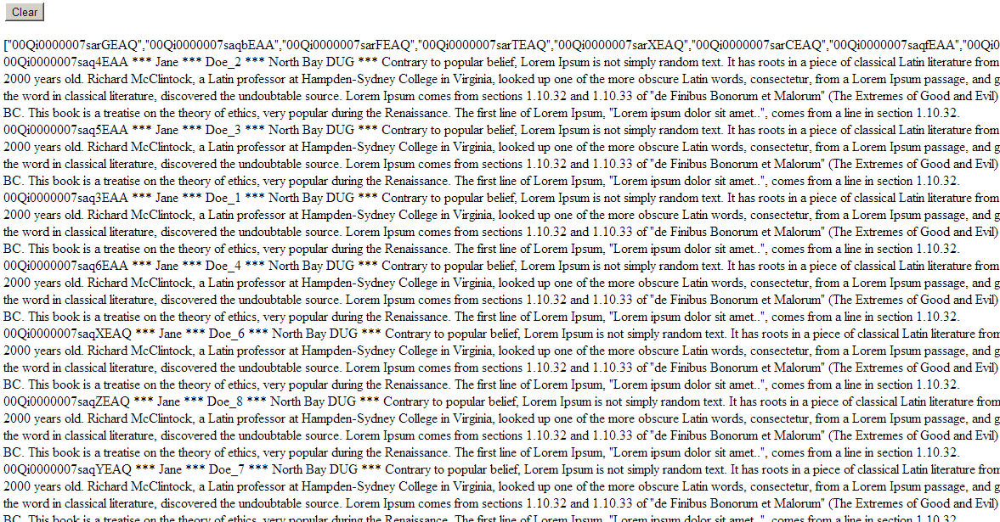 Clear
["00Qi0000007sarGEAQ","00Qi0000007saqbEAA","00Qi0000007sarFEAQ","00Qi0000007sarTEAQ","00Qi0000007sarXEAQ","00Qi0000007sarCEAQ","00Qi0000007saqfEAA","00Qi0
00Qi0000007saq4EAA *** Jane *** Doe_2 *** North Bay DUG *** Contrary to popular belief, Lorem Ipsum is not simply random text. It has roots in a piece of classical Latin literature from
2000 years old. Richard McClintock, a Latin professor at Hampden-Sydney College in Virginia, looked up one of the more obscure Latin words, consectetur, from a Lorem Ipsum passage, and g
the word in classical literature, discovered the undoubtable source. Lorem Ipsum comes from sections 1.10.32 and 1.10.33 of "de Finibus Bonorum et Malorum" (The Extremes of Good and Evil)
BC. This book is a treatise on the theory of ethics, very popular during the Renaissance. The first line of Lorem Ipsum, "Lorem ipsum dolor sit amet..", comes from a line in section 1.10.32.
00Qi0000007saq5EAA *** Jane *** Doe_3 *** North Bay DUG *** Contrary to popular belief, Lorem Ipsum is not simply random text. It has roots in a piece of classical Latin literature from
2000 years old. Richard McClintock, a Latin professor at Hampden-Sydney College in Virginia, looked up one of the more obscure Latin words, consectetur, from a Lorem Ipsum passage, and g
the word in classical literature, discovered the undoubtable source. Lorem Ipsum comes from sections 1.10.32 and 1.10.33 of "de Finibus Bonorum et Malorum" (The Extremes of Good and Evil)
BC. This book is a treatise on the theory of ethics, very popular during the Renaissance. The first line of Lorem Ipsum, "Lorem ipsum dolor sit amet..", comes from a line in section 1.10.32.
00Qi0000007saq3EAA *** Jane *** Doe_1 *** North Bay DUG *** Contrary to popular belief, Lorem Ipsum is not simply random text. It has roots in a piece of classical Latin literature from
2000 years old. Richard McClintock, a Latin professor at Hampden-Sydney College in Virginia, looked up one of the more obscure Latin words, consectetur, from a Lorem Ipsum passage, and g
the word in classical literature, discovered the undoubtable source. Lorem Ipsum comes from sections 1.10.32 and 1.10.33 of "de Finibus Bonorum et Malorum" (The Extremes of Good and Evil)
BC. This book is a treatise on the theory of ethics, very popular during the Renaissance. The first line of Lorem Ipsum, "Lorem ipsum dolor sit amet..", comes from a line in section 1.10.32.
00Qi0000007saq6EAA *** Jane *** Doe_4 *** North Bay DUG *** Contrary to popular belief, Lorem Ipsum is not simply random text. It has roots in a piece of classical Latin literature from
2000 years old. Richard McClintock, a Latin professor at Hampden-Sydney College in Virginia, looked up one of the more obscure Latin words, consectetur, from a Lorem Ipsum passage, and g
the word in classical literature, discovered the undoubtable source. Lorem Ipsum comes from sections 1.10.32 and 1.10.33 of "de Finibus Bonorum et Malorum" (The Extremes of Good and Evil)
BC. This book is a treatise on the theory of ethics, very popular during the Renaissance. The first line of Lorem Ipsum, "Lorem ipsum dolor sit amet..", comes from a line in section 1.10.32.
00Qi0000007saqXEAQ *** Jane *** Doe_6 *** North Bay DUG *** Contrary to popular belief, Lorem Ipsum is not simply random text. It has roots in a piece of classical Latin literature from
2000 years old. Richard McClintock, a Latin professor at Hampden-Sydney College in Virginia, looked up one of the more obscure Latin words, consectetur, from a Lorem Ipsum passage, and g
the word in classical literature, discovered the undoubtable source. Lorem Ipsum comes from sections 1.10.32 and 1.10.33 of "de Finibus Bonorum et Malorum" (The Extremes of Good and Evil)
BC. This book is a treatise on the theory of ethics, very popular during the Renaissance. The first line of Lorem Ipsum, "Lorem ipsum dolor sit amet..", comes from a line in section 1.10.32.
00Qi0000007saqZEAQ *** Jane *** Doe_8 *** North Bay DUG *** Contrary to popular belief, Lorem Ipsum is not simply random text. It has roots in a piece of classical Latin literature from
2000 years old. Richard McClintock, a Latin professor at Hampden-Sydney College in Virginia, looked up one of the more obscure Latin words, consectetur, from a Lorem Ipsum passage, and g
the word in classical literature, discovered the undoubtable source. Lorem Ipsum comes from sections 1.10.32 and 1.10.33 of "de Finibus Bonorum et Malorum" (The Extremes of Good and Evil)
BC. This book is a treatise on the theory of ethics, very popular during the Renaissance. The first line of Lorem Ipsum, "Lorem ipsum dolor sit amet..", comes from a line in section 1.10.32.
00Qi0000007saqYEAQ *** Jane *** Doe_7 *** North Bay DUG *** Contrary to popular belief, Lorem Ipsum is not simply random text. It has roots in a piece of classical Latin literature from
2000 years old. Richard McClintock, a Latin professor at Hampden-Sydney College in Virginia, looked up one of the more obscure Latin words, consectetur, from a Lorem Ipsum passage, and g
the word in classical literature, discovered the undoubtable source. Lorem Ipsum comes from sections 1.10.32 and 1.10.33 of "de Finibus Bonorum et Malorum" (The Extremes of Good and Evil)
BC. This book is a treatise on the theory of ethics, very popular during the Renaissance. The first line of Lorem Ipsum, "Lorem ipsum dolor sit amet..", comes from a line in section 1.10.32.